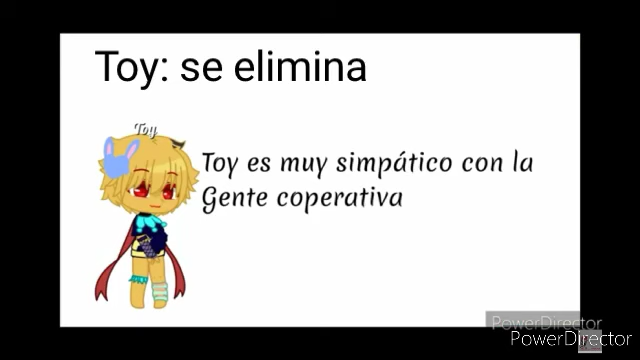 Toy: se elimina
Toy
Toy es muy simpático con la
Gente coperativa
PowerDirector
PowerDirector